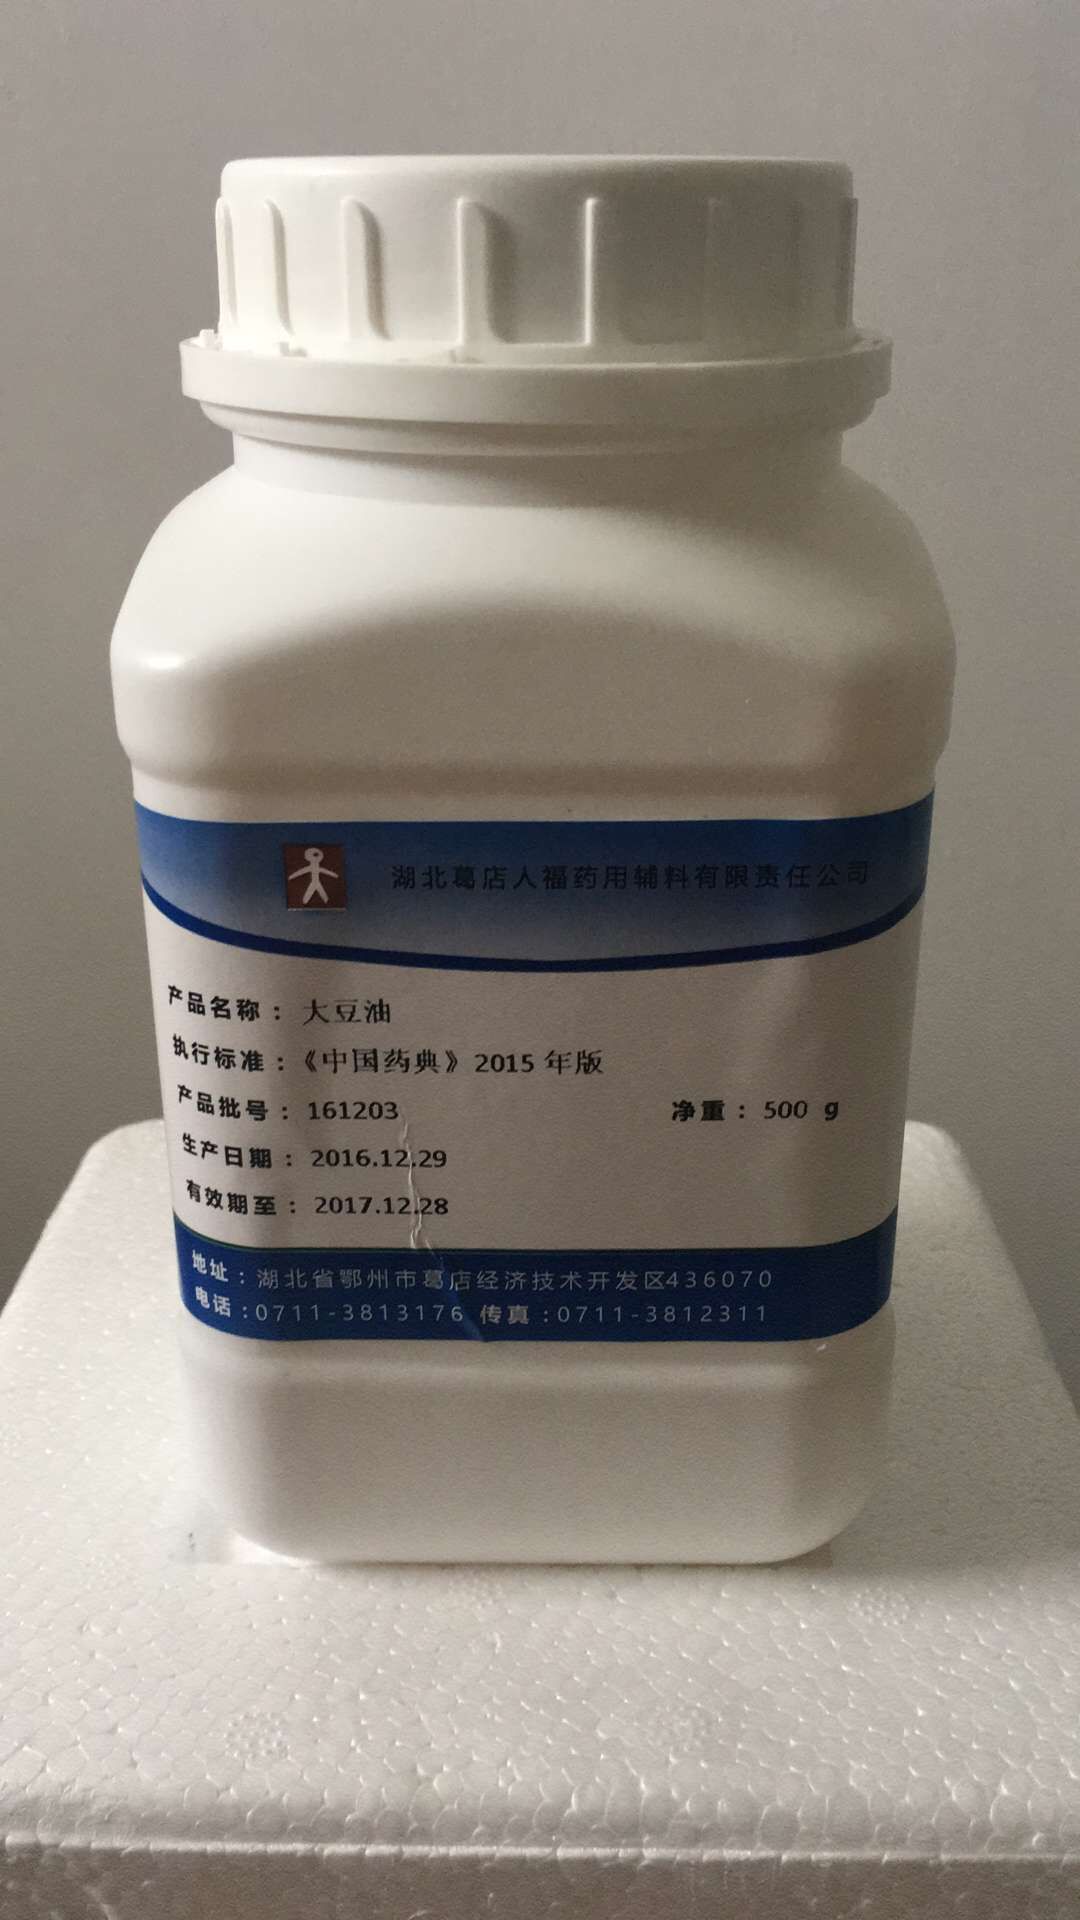 湖北葛店人福药用辅料有限责任公司
产品名称：大豆油
执行标准：《中国药典》2015年版
产品批号：161203 净重：500 g
生产日期：2016.12.29
有效期至：2017.12.28
地址：湖北省鄂州市葛店经济技术开发区436070
电话：0711-3813176 传真：0711-3812311